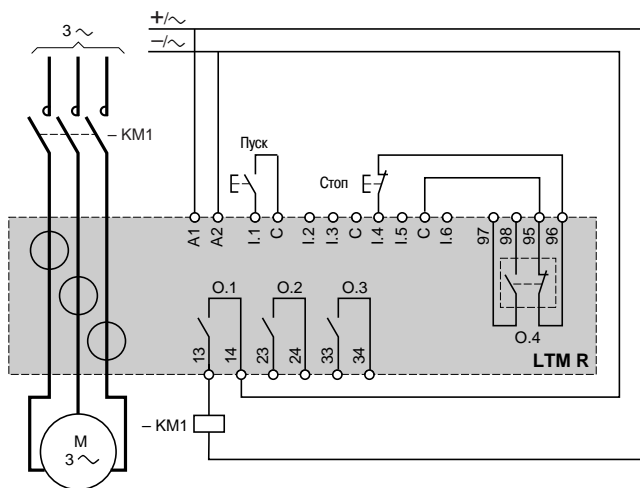 +/~
3 ~
−/~
– KM1
Пуск
Стоп
A1
A2
I.1
C
I.2
I.3
C
I.4
I.5
C
I.6
97
98
95
96
O.1
O.2
O.3
O.4
13
14
23
24
33
34
LTM R
– KM1
M
3 ~